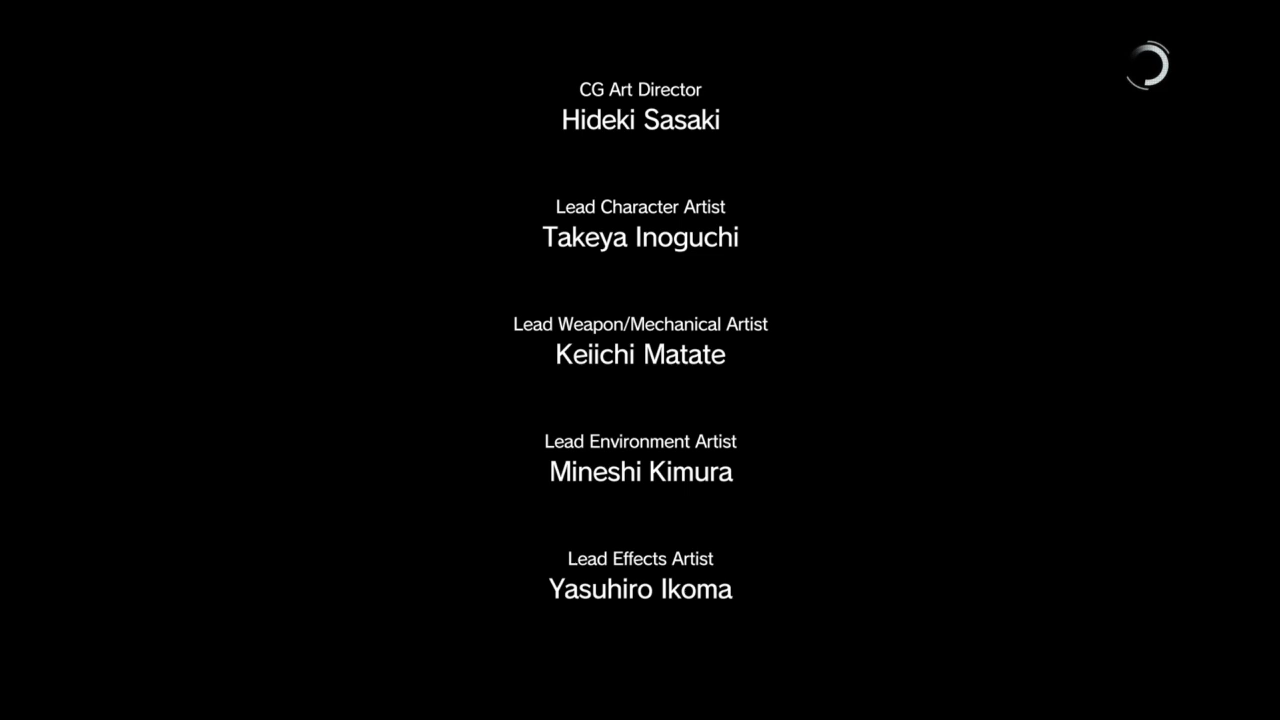 CG Art Director
Hideki Sasaki
Lead Character Artist
Takeya Inoguchi
Lead Weapon/Mechanical Artist
Keiichi Matate
Lead Environment Artist
Mineshi Kimura
Lead Effects Artist
Yasuhiro Ikoma